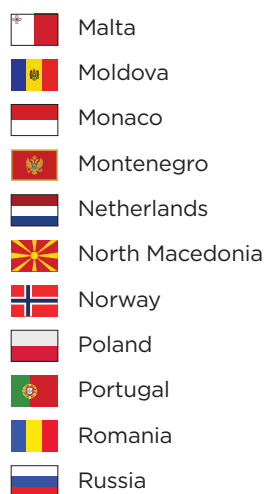 Malta
Moldova
Monaco
Montenegro
Netherlands
North Macedonia
Norway
Poland
Portugal
Romania
Russia